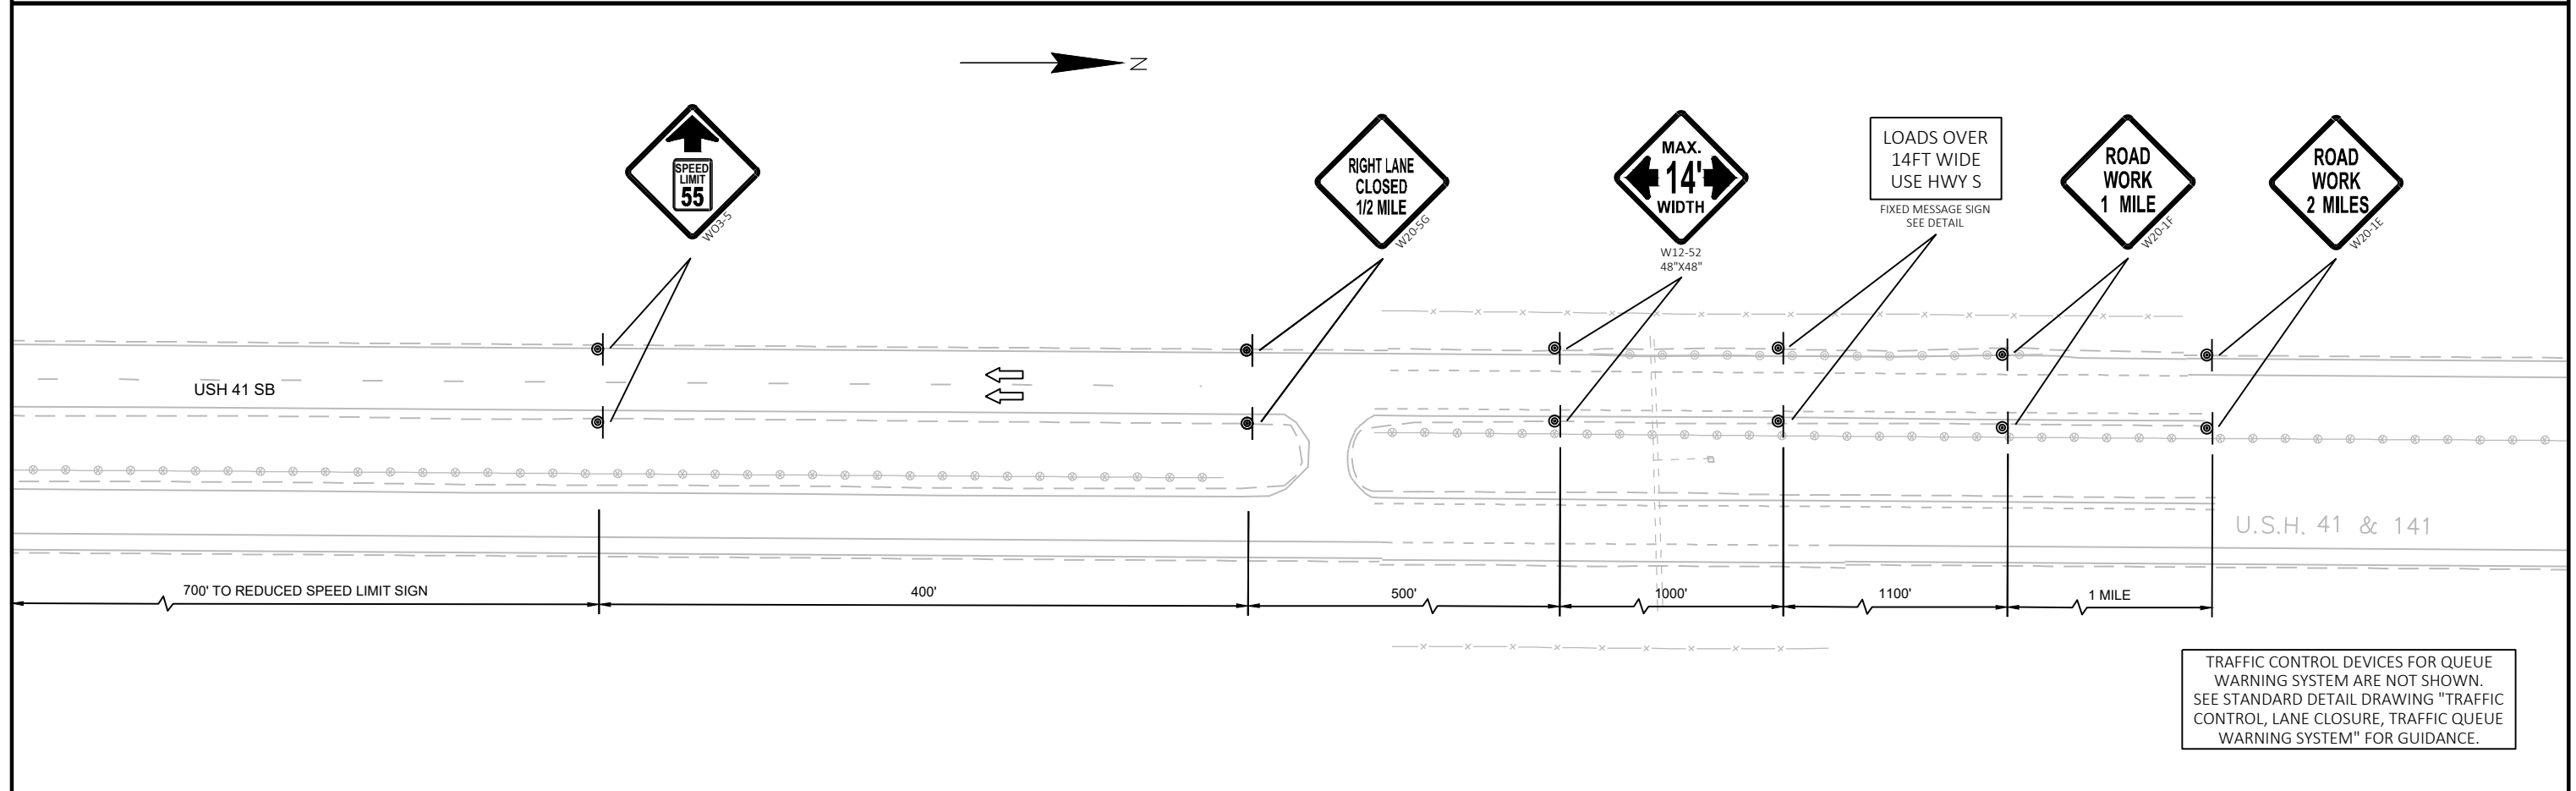 N
SPEED
LIMIT
55
WO3-5
RIGHT LANE
CLOSED
1/2 MILE
W20-5G
MAX.
14'
WIDTH
W12-52
48"X48"
LOADS OVER
14FT WIDE
USE HWY S
FIXED MESSAGE SIGN
SEE DETAIL
ROAD
WORK
1 MILE
W20-1F
ROAD
WORK
2 MILES
W20-1E
USH 41 SB
U.S.H. 41 & 141
700' TO REDUCED SPEED LIMIT SIGN
400'
500'
1000'
1100'
1 MILE
TRAFFIC CONTROL DEVICES FOR QUEUE
WARNING SYSTEM ARE NOT SHOWN.
SEE STANDARD DETAIL DRAWING "TRAFFIC
CONTROL, LANE CLOSURE, TRAFFIC QUEUE
WARNING SYSTEM" FOR GUIDANCE.